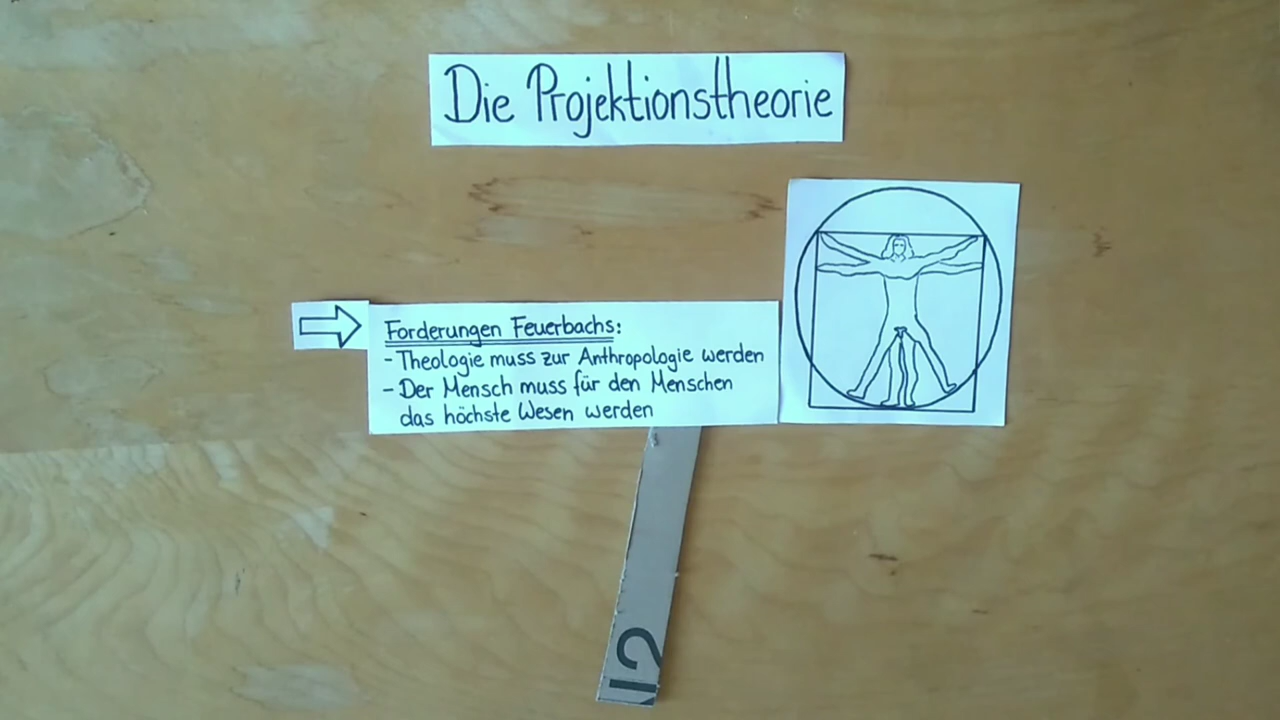 Die Projektionstheorie
Forderungen Feuerbachs:
- Theologie muss zur Anthropologie werden
- Der Mensch muss für den Menschen
das höchste Wesen werden
12